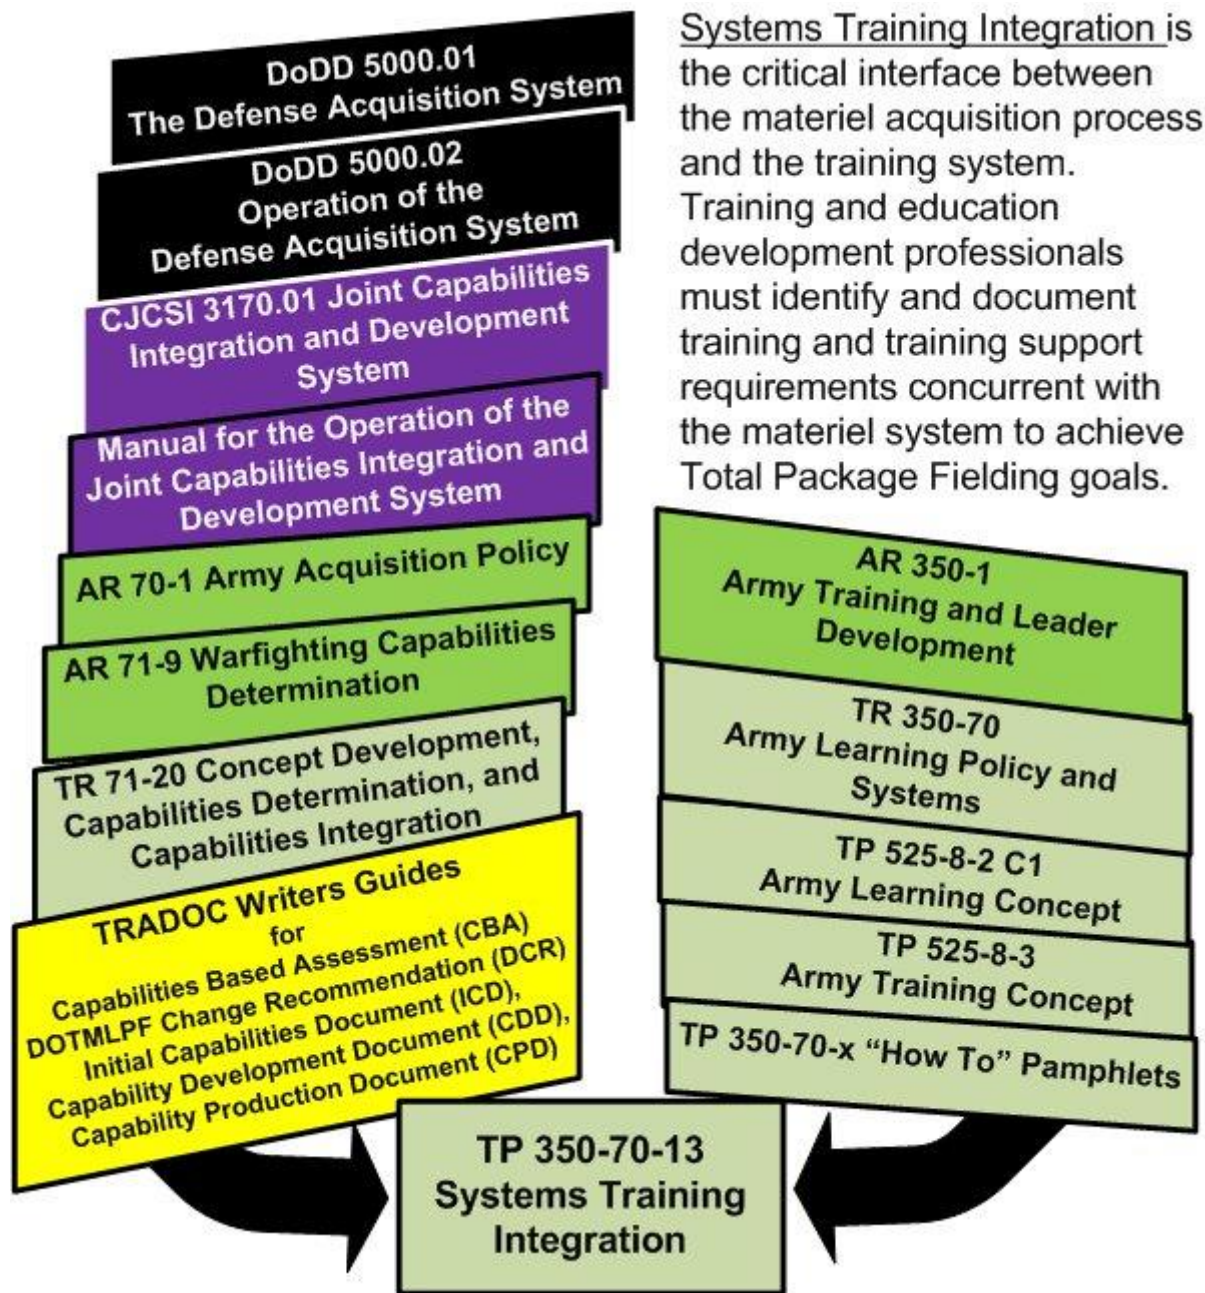 DoDD 5000.01
The Defense Acquisition System
DoDD 5000.02
Operation of the
Defense Acquisition System
CJCSI 3170.01 Joint Capabilities
Integration and Development
System
Manual for the Operation of the
Joint Capabilities Integration and
Development System
AR 70-1 Army Acquisition Policy
AR 71-9 Warfighting Capabilities
Determination
TR 71-20 Concept Development,
Capabilities Determination, and
Capabilities Integration
TRADOC Writers Guides
for
Capabilities Based Assessment (CBA)
DOTMLPF Change Recommendation (DCR)
Initial Capabilities Document (ICD),
Capability Development Document (CDD),
Capability Production Document (CPD)
Systems Training Integration is
the critical interface between
the materiel acquisition process
and the training system.
Training and education
development professionals
must identify and document
training and training support
requirements concurrent with
the materiel system to achieve
Total Package Fielding goals.
AR 350-1
Army Training and Leader
Development
TR 350-70
Army Learning Policy and
Systems
TP 525-8-2 C1
Army Learning Concept
TP 525-8-3
Army Training Concept
TP 350-70-x “How To” Pamphlets
TP 350-70-13
Systems Training
Integration